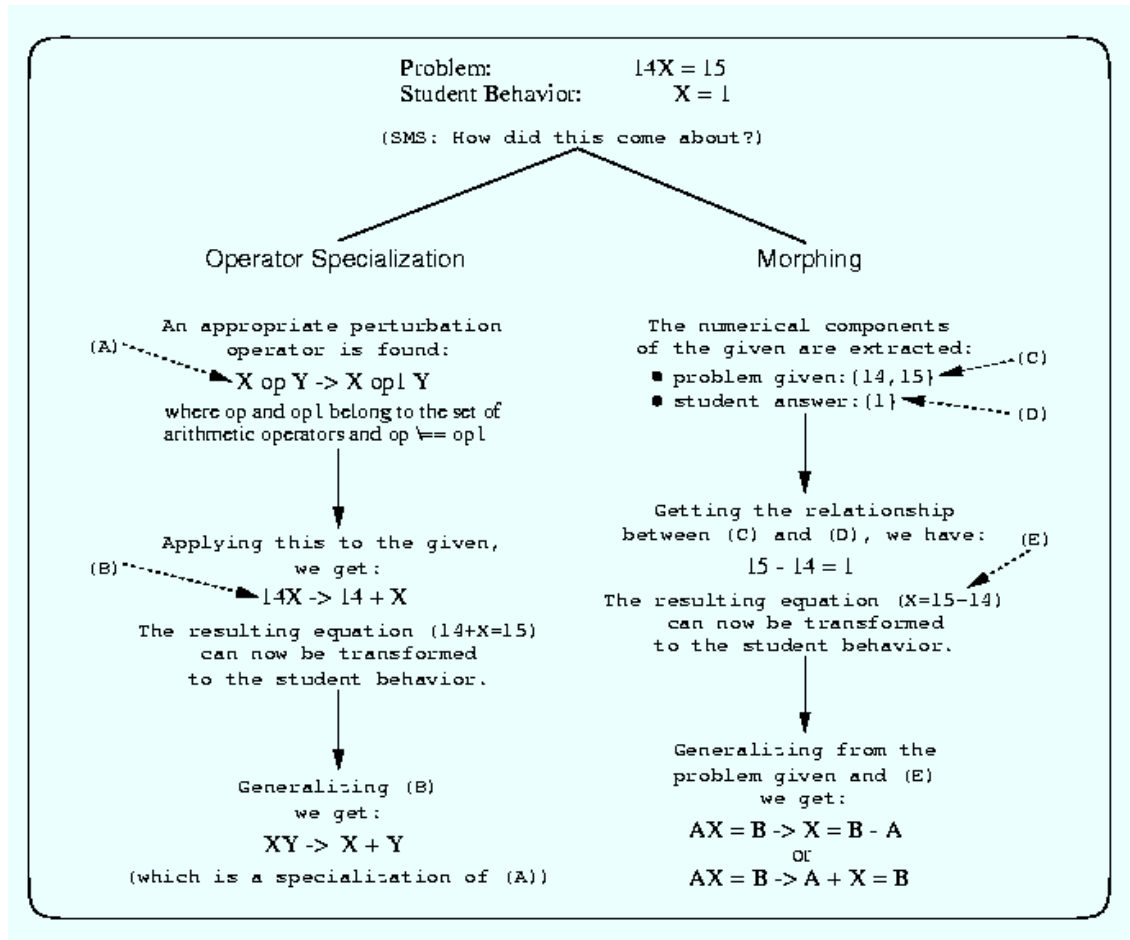 Problem: 14X = 15
Student Behavior: X = 1
(SMS: How did this come about?)
Operator Specialization
An appropriate perturbation
operator is found:
(A)
X op Y -> X op1 Y
where op and op1 belong to the set of
arithmetic operators and op \== op1
Applying this to the given,
we get:
(B)
14X -> 14 + X
The resulting equation (14+X=15)
can now be transformed
to the student behavior.
Generalizing (B)
we get:
XY -> X + Y
(which is a specialization of (A))
Morphing
The numerical components
of the given are extracted:
(C)
• problem given:{14,15}
• student answer:{1}
(D)
Getting the relationship
between (C) and (D), we have:
(E)
15 - 14 = 1
The resulting equation (X=15-14)
can now be transformed
to the student behavior.
Generalizing from the
problem given and (E)
we get:
AX = B -> X = B - A
or
AX = B -> A + X = B